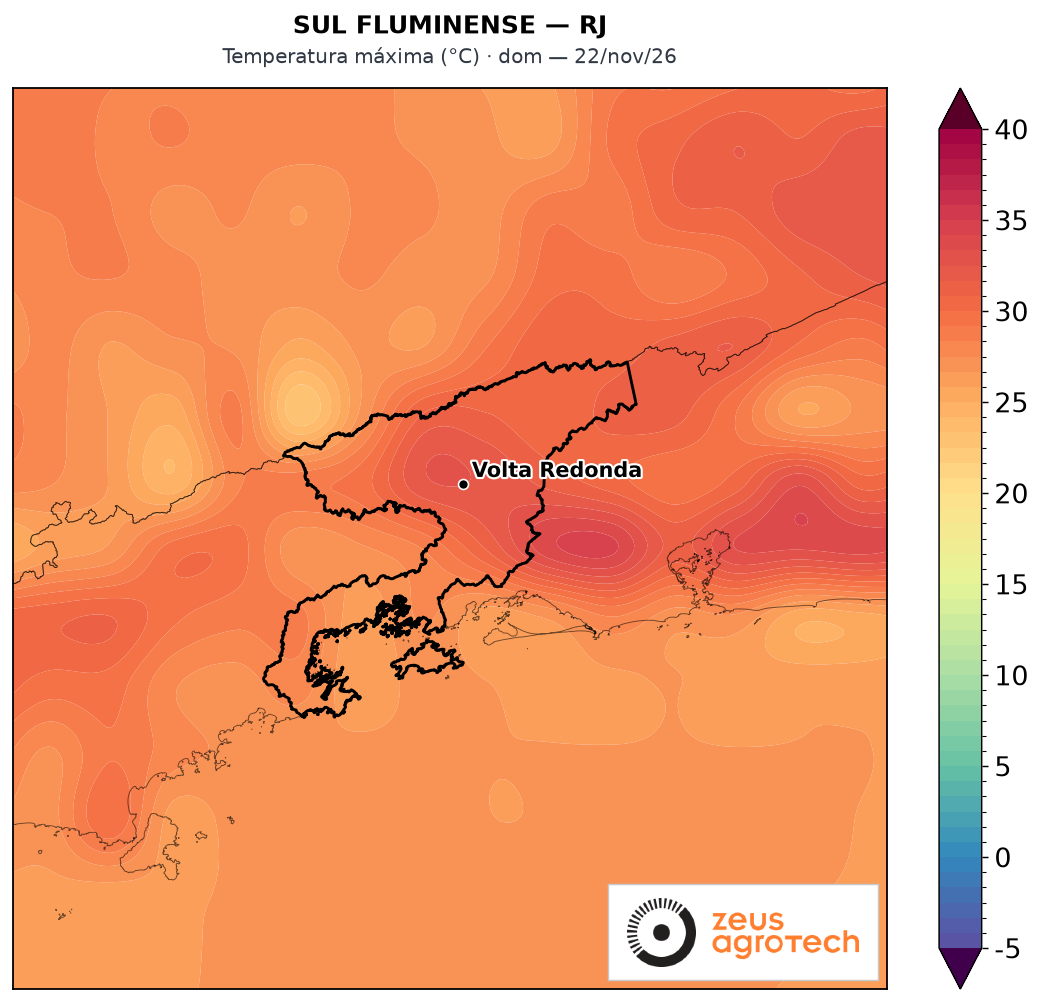 SUL FLUMINENSE — RJ
Temperatura máxima (°C) · dom — 22/nov/26
40
35
30
25
20
15
10
5
0
-5
Volta Redonda
zeus
agrotech